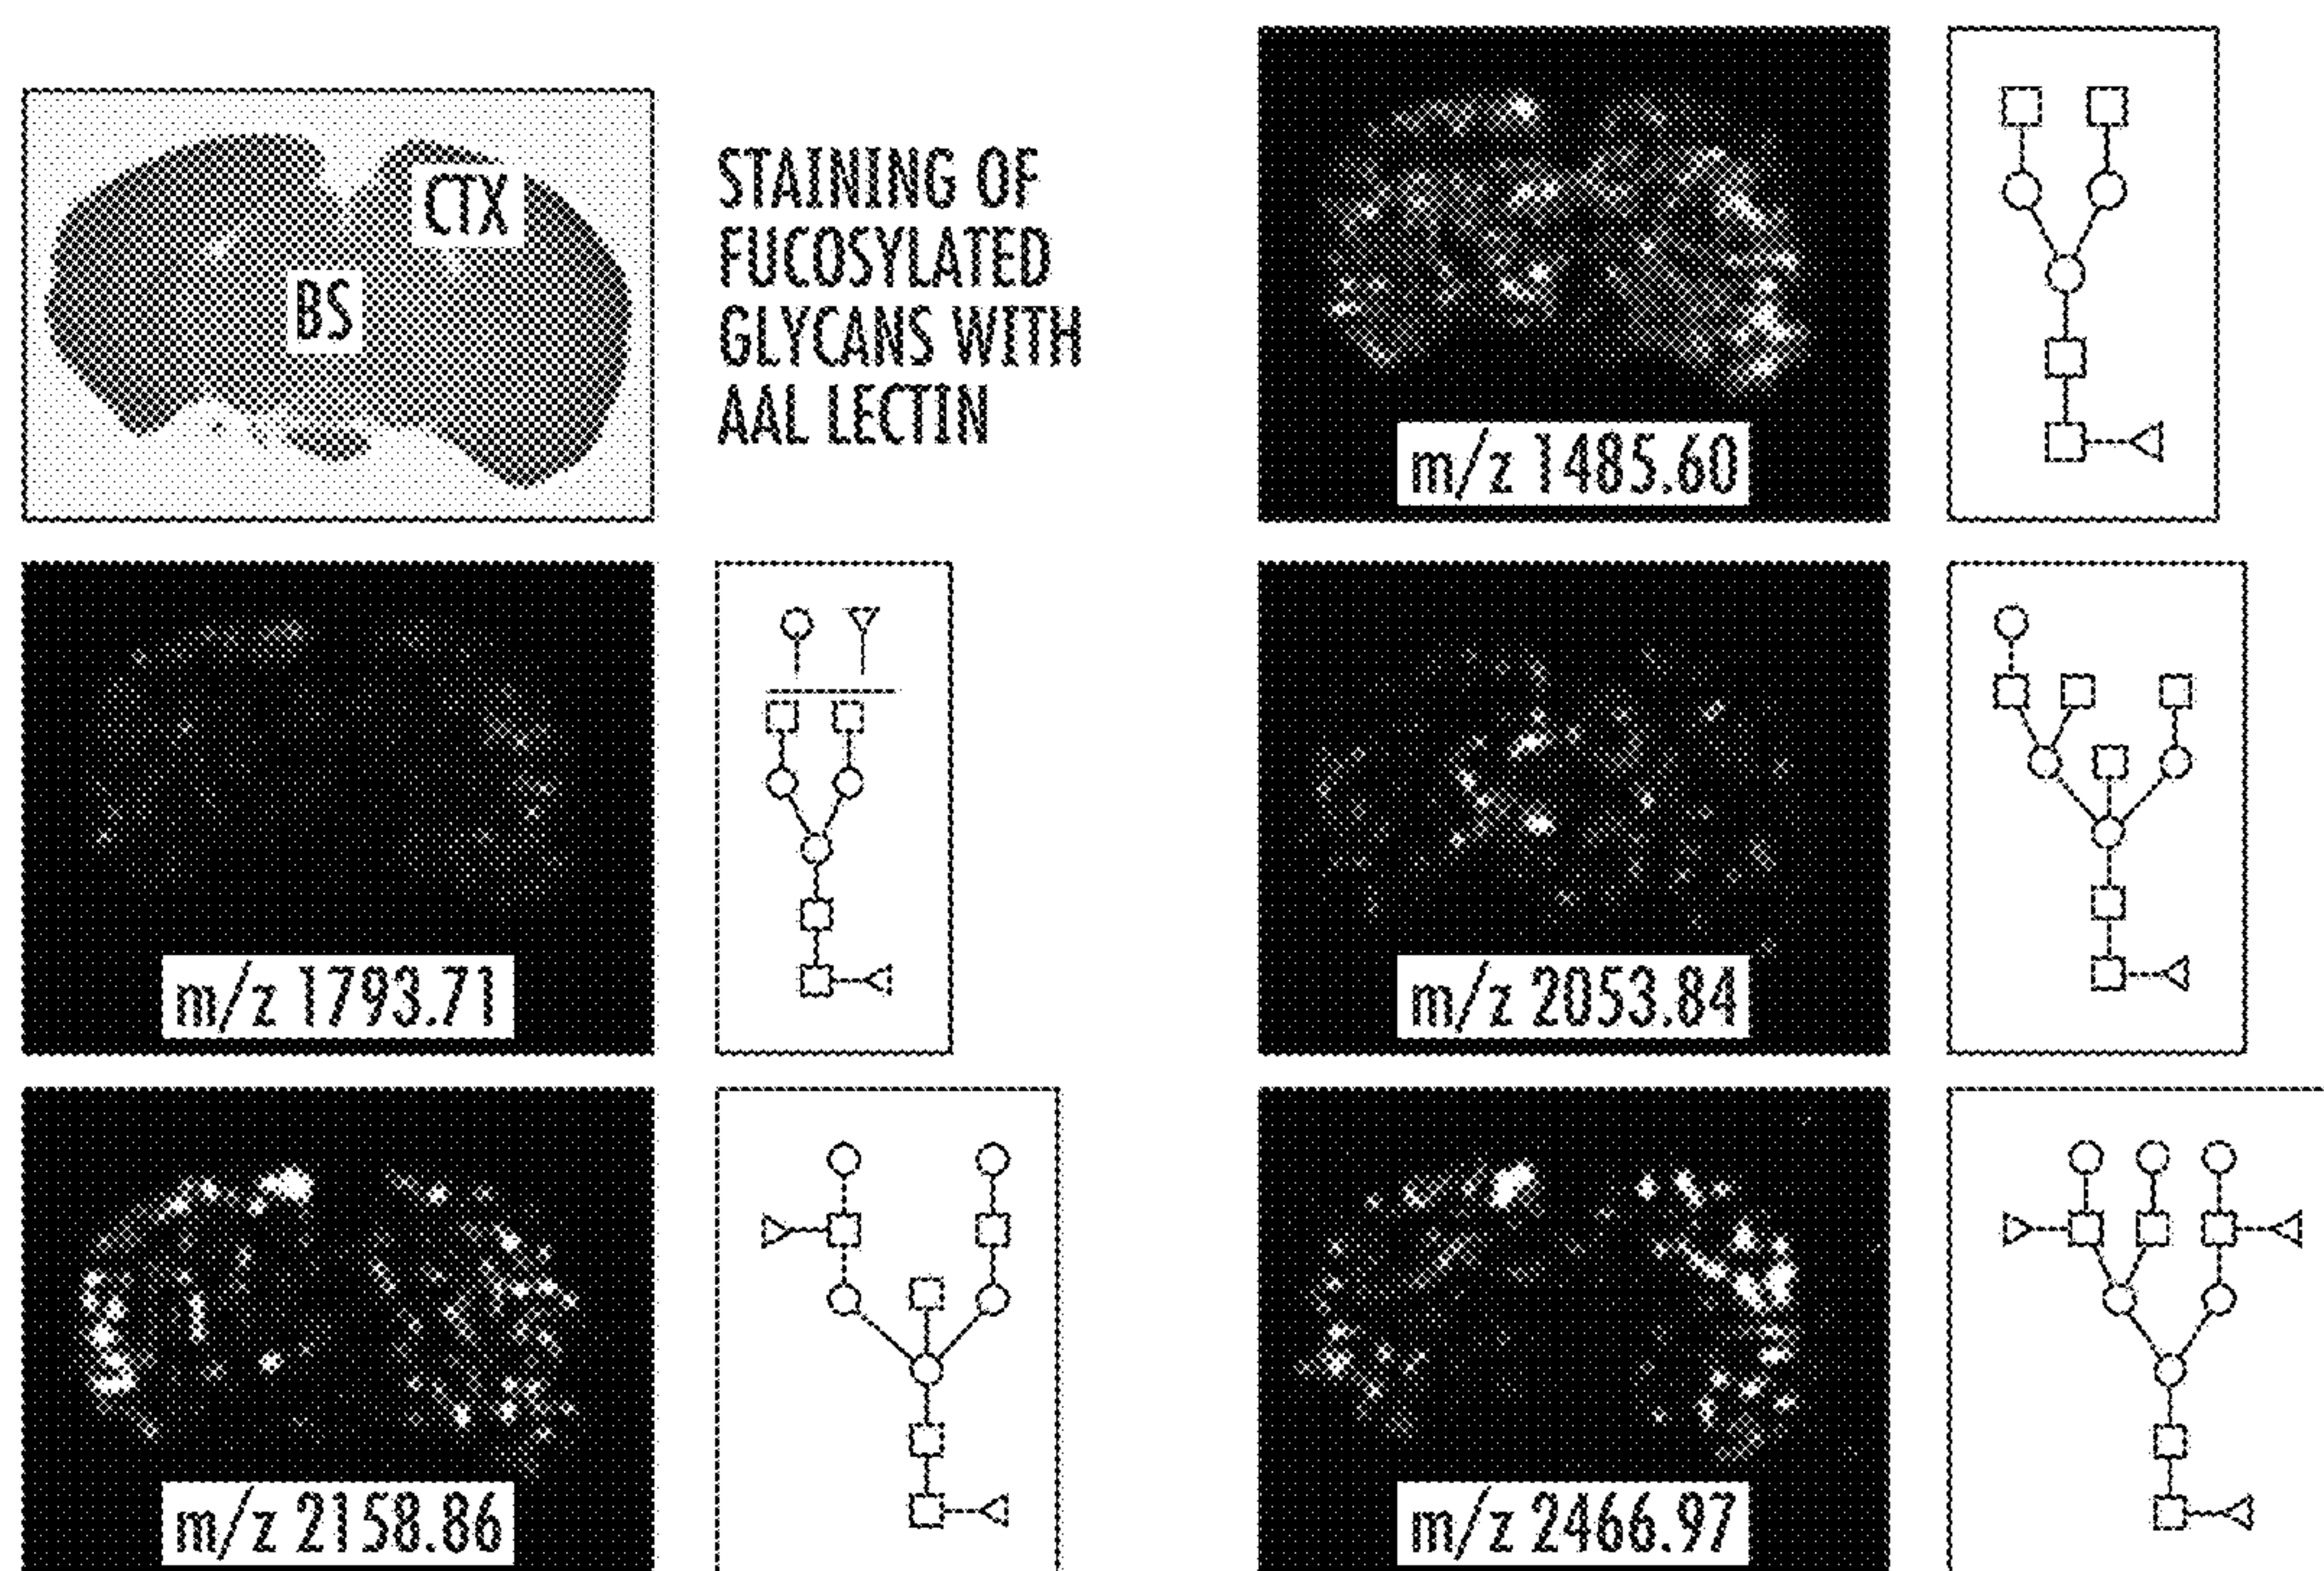 CTX
BS
STAINING OF
FUCOSYLATED
GLYCANS WITH
AAL LECTIN
m/z 1485.60
m/z 1793.71
m/z 2053.84
m/z 2158.86
m/z 2466.97